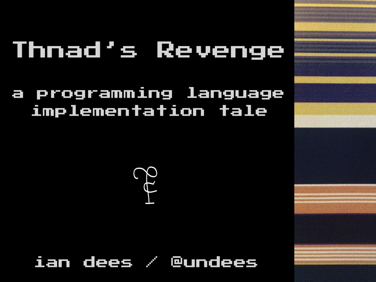 Thnad's Revenge
a programming language
implementation tale
ian dees / @undees